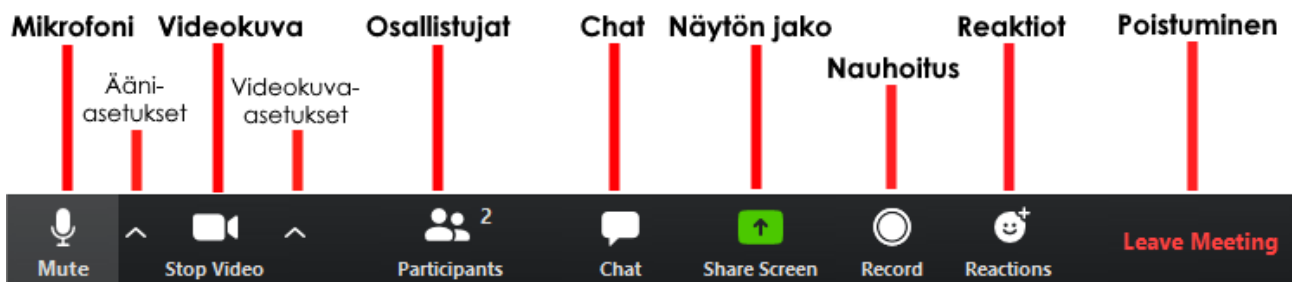 Mikrofoni Videokuva Osallistujat Chat Näytön jako Reaktiot Poistuminen
Nauhoitus
Ääni-
asetukset
Videokuva-
asetukset
2
Mute Stop Video Participants Chat Share Screen Record Reactions Leave Meeting